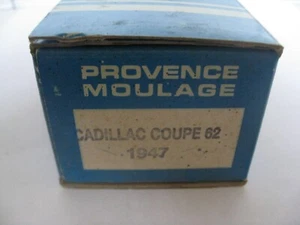 PROVENCE
MOULAGE
CADILLAC COUPE 62
1947